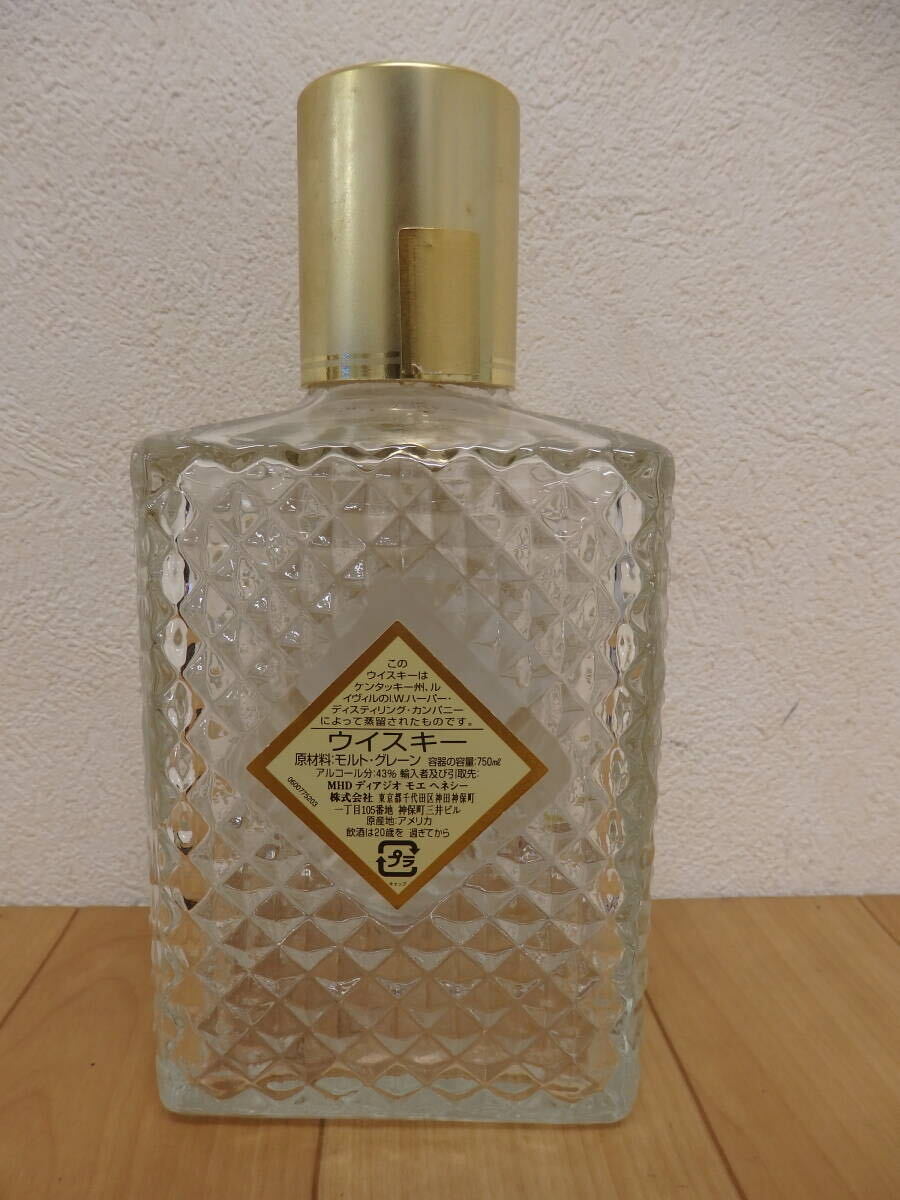 この
ウイスキーは
ケンタッキー州、ル
イヴィルのI.W.ハーパー・
ディスティリング・カンパニー
によって蒸留されたものです。
ウイスキー
原材料:モルト・グレーン 容器の容量:750mℓ
アルコール分:43% 輸入者及び引取先:
MHD ディアジオ モエ ヘネシー
株式会社 東京都千代田区神田神保町
一丁目105番地 神保町三井ビル
原産地:アメリカ
飲酒は20歳を 過ぎてから
プラ
キャップ
0600775203